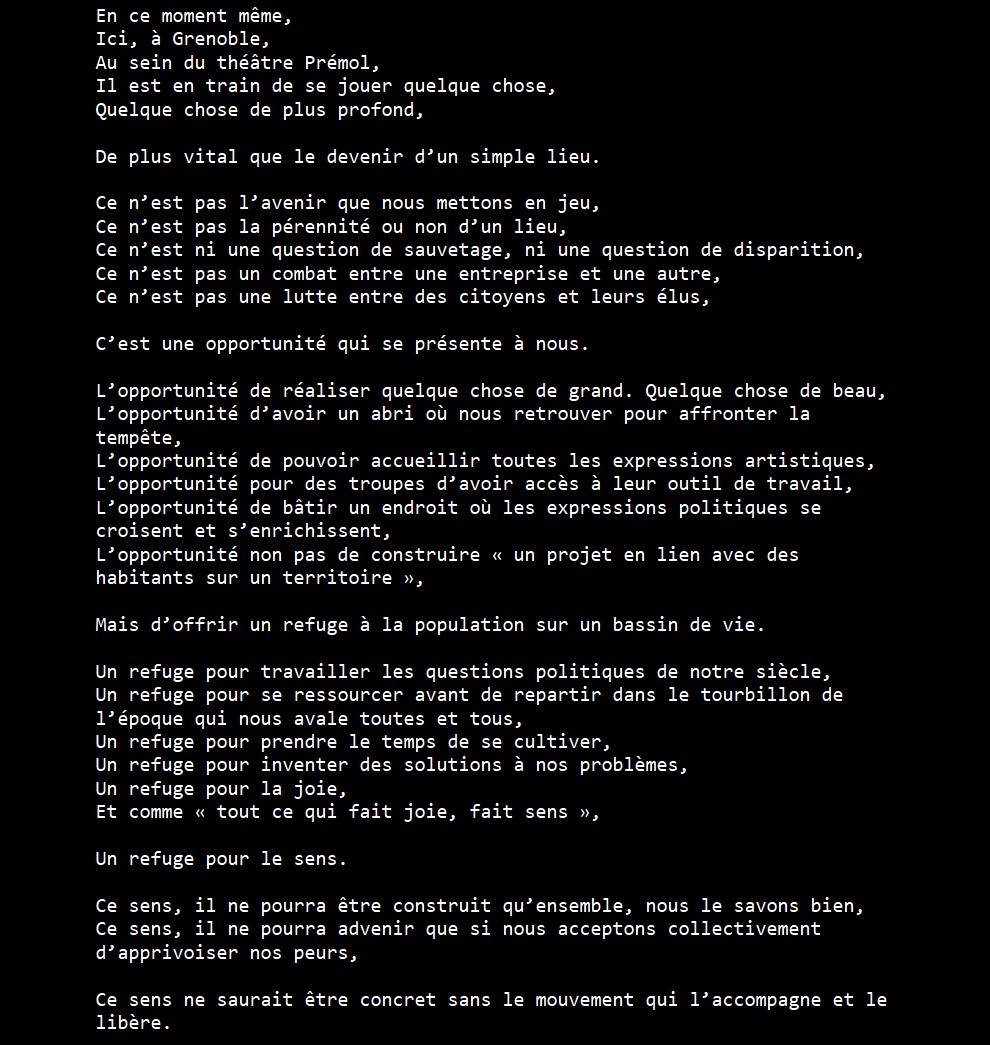 En ce moment même,
Ici, à Grenoble,
Au sein du théâtre Prémol,
Il est en train de se jouer quelque chose,
Quelque chose de plus profond,
De plus vital que le devenir d’un simple lieu.
Ce n’est pas l’avenir que nous mettons en jeu,
Ce n’est pas la pérennité ou non d’un lieu,
Ce n’est ni une question de sauvetage, ni une question de disparition,
Ce n’est pas un combat entre une entreprise et une autre,
Ce n’est pas une lutte entre des citoyens et leurs élus,
C’est une opportunité qui se présente à nous.
L’opportunité de réaliser quelque chose de grand. Quelque chose de beau,
L’opportunité d’avoir un abri où nous retrouver pour affronter la
tempête,
L’opportunité de pouvoir accueillir toutes les expressions artistiques,
L’opportunité pour des troupes d’avoir accès à leur outil de travail,
L’opportunité de bâtir un endroit où les expressions politiques se
croisent et s’enrichissent,
L’opportunité non pas de construire « un projet en lien avec des
habitants sur un territoire »,
Mais d’offrir un refuge à la population sur un bassin de vie.
Un refuge pour travailler les questions politiques de notre siècle,
Un refuge pour se ressourcer avant de repartir dans le tourbillon de
l’époque qui nous avale toutes et tous,
Un refuge pour prendre le temps de se cultiver,
Un refuge pour inventer des solutions à nos problèmes,
Un refuge pour la joie,
Et comme « tout ce qui fait joie, fait sens »,
Un refuge pour le sens.
Ce sens, il ne pourra être construit qu’ensemble, nous le savons bien,
Ce sens, il ne pourra advenir que si nous acceptons collectivement
d’apprivoiser nos peurs,
Ce sens ne saurait être concret sans le mouvement qui l’accompagne et le
libère.